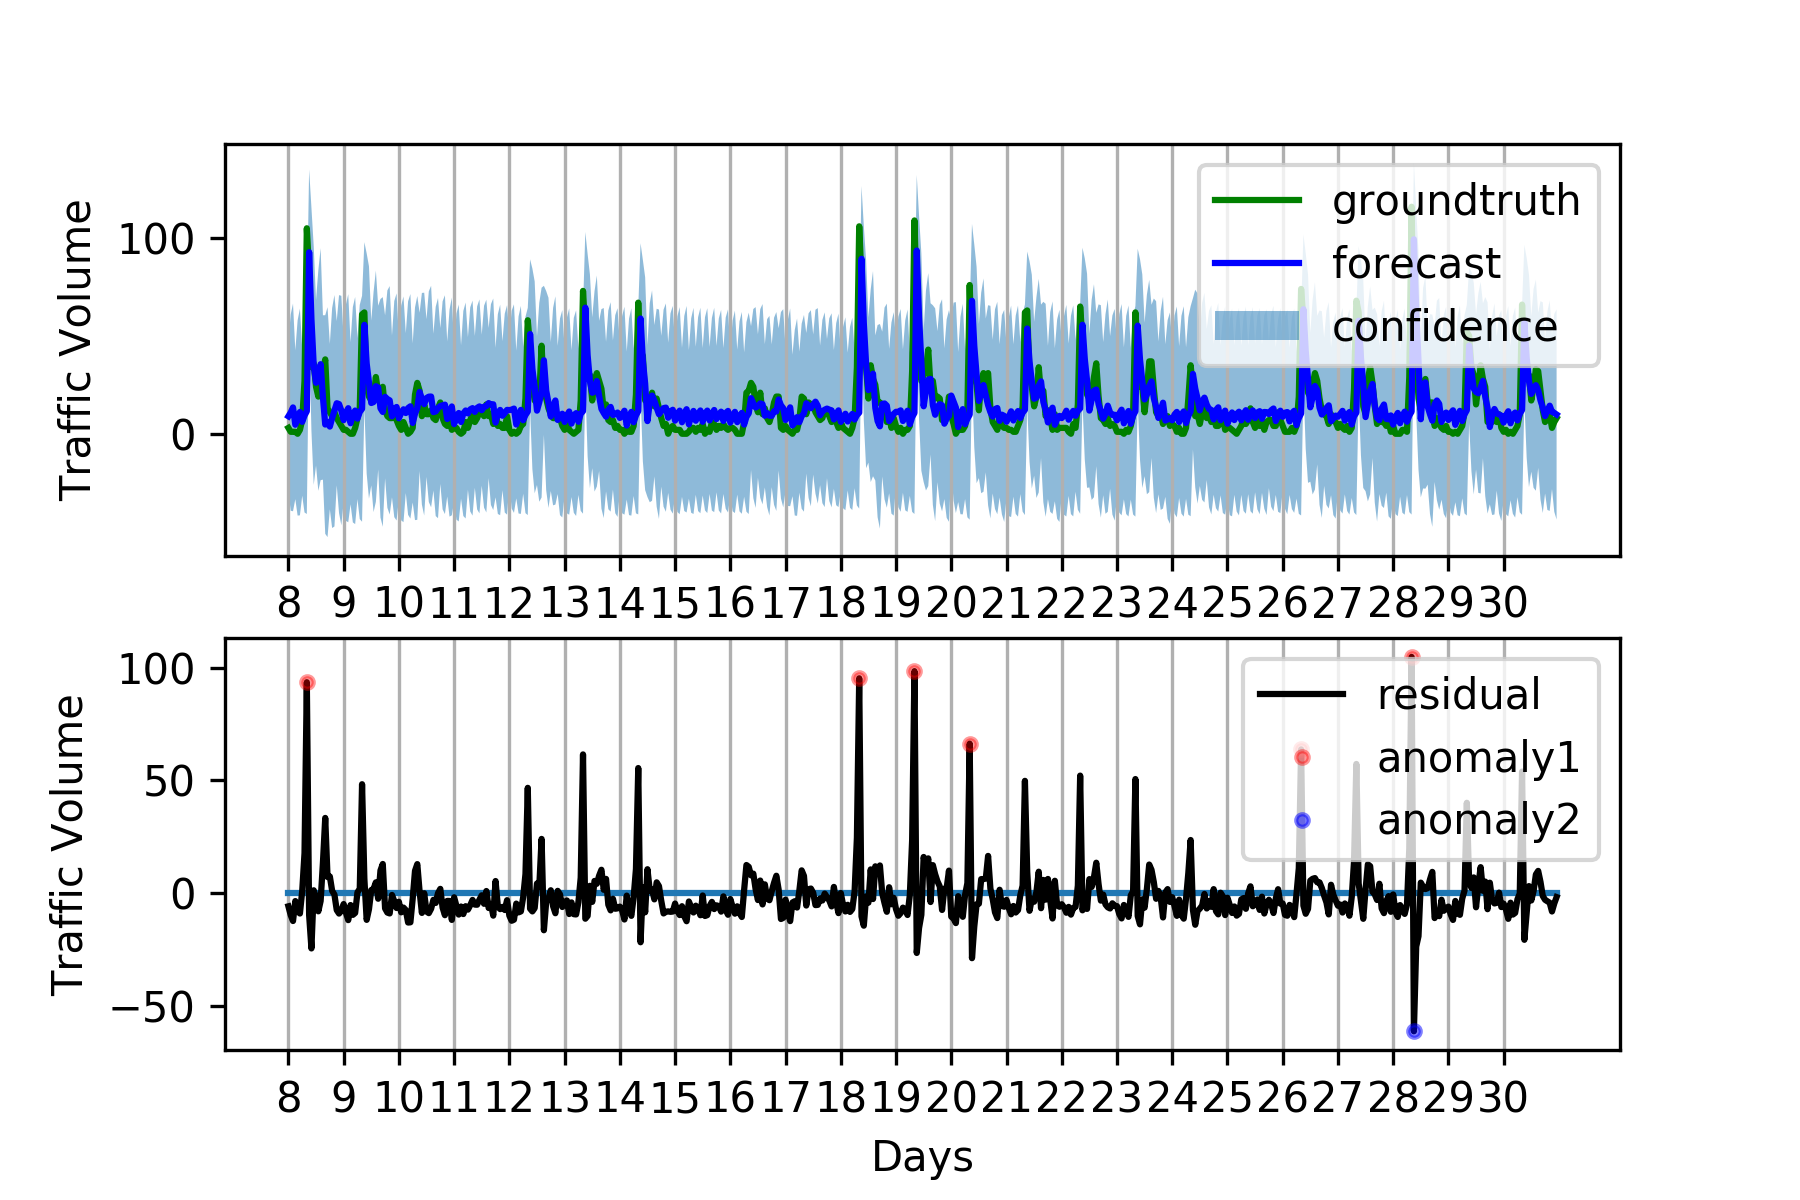 Traffic Volume
100
0
groundtruth
forecast
confidence
8 9 10 11 12 13 14 15 16 17 18 19 20 21 22 23 24 25 26 27 28 29 30
Traffic Volume
100
50
0
−50
residual
anomaly1
anomaly2
8 9 10 11 12 13 14 15 16 17 18 19 20 21 22 23 24 25 26 27 28 29 30
Days